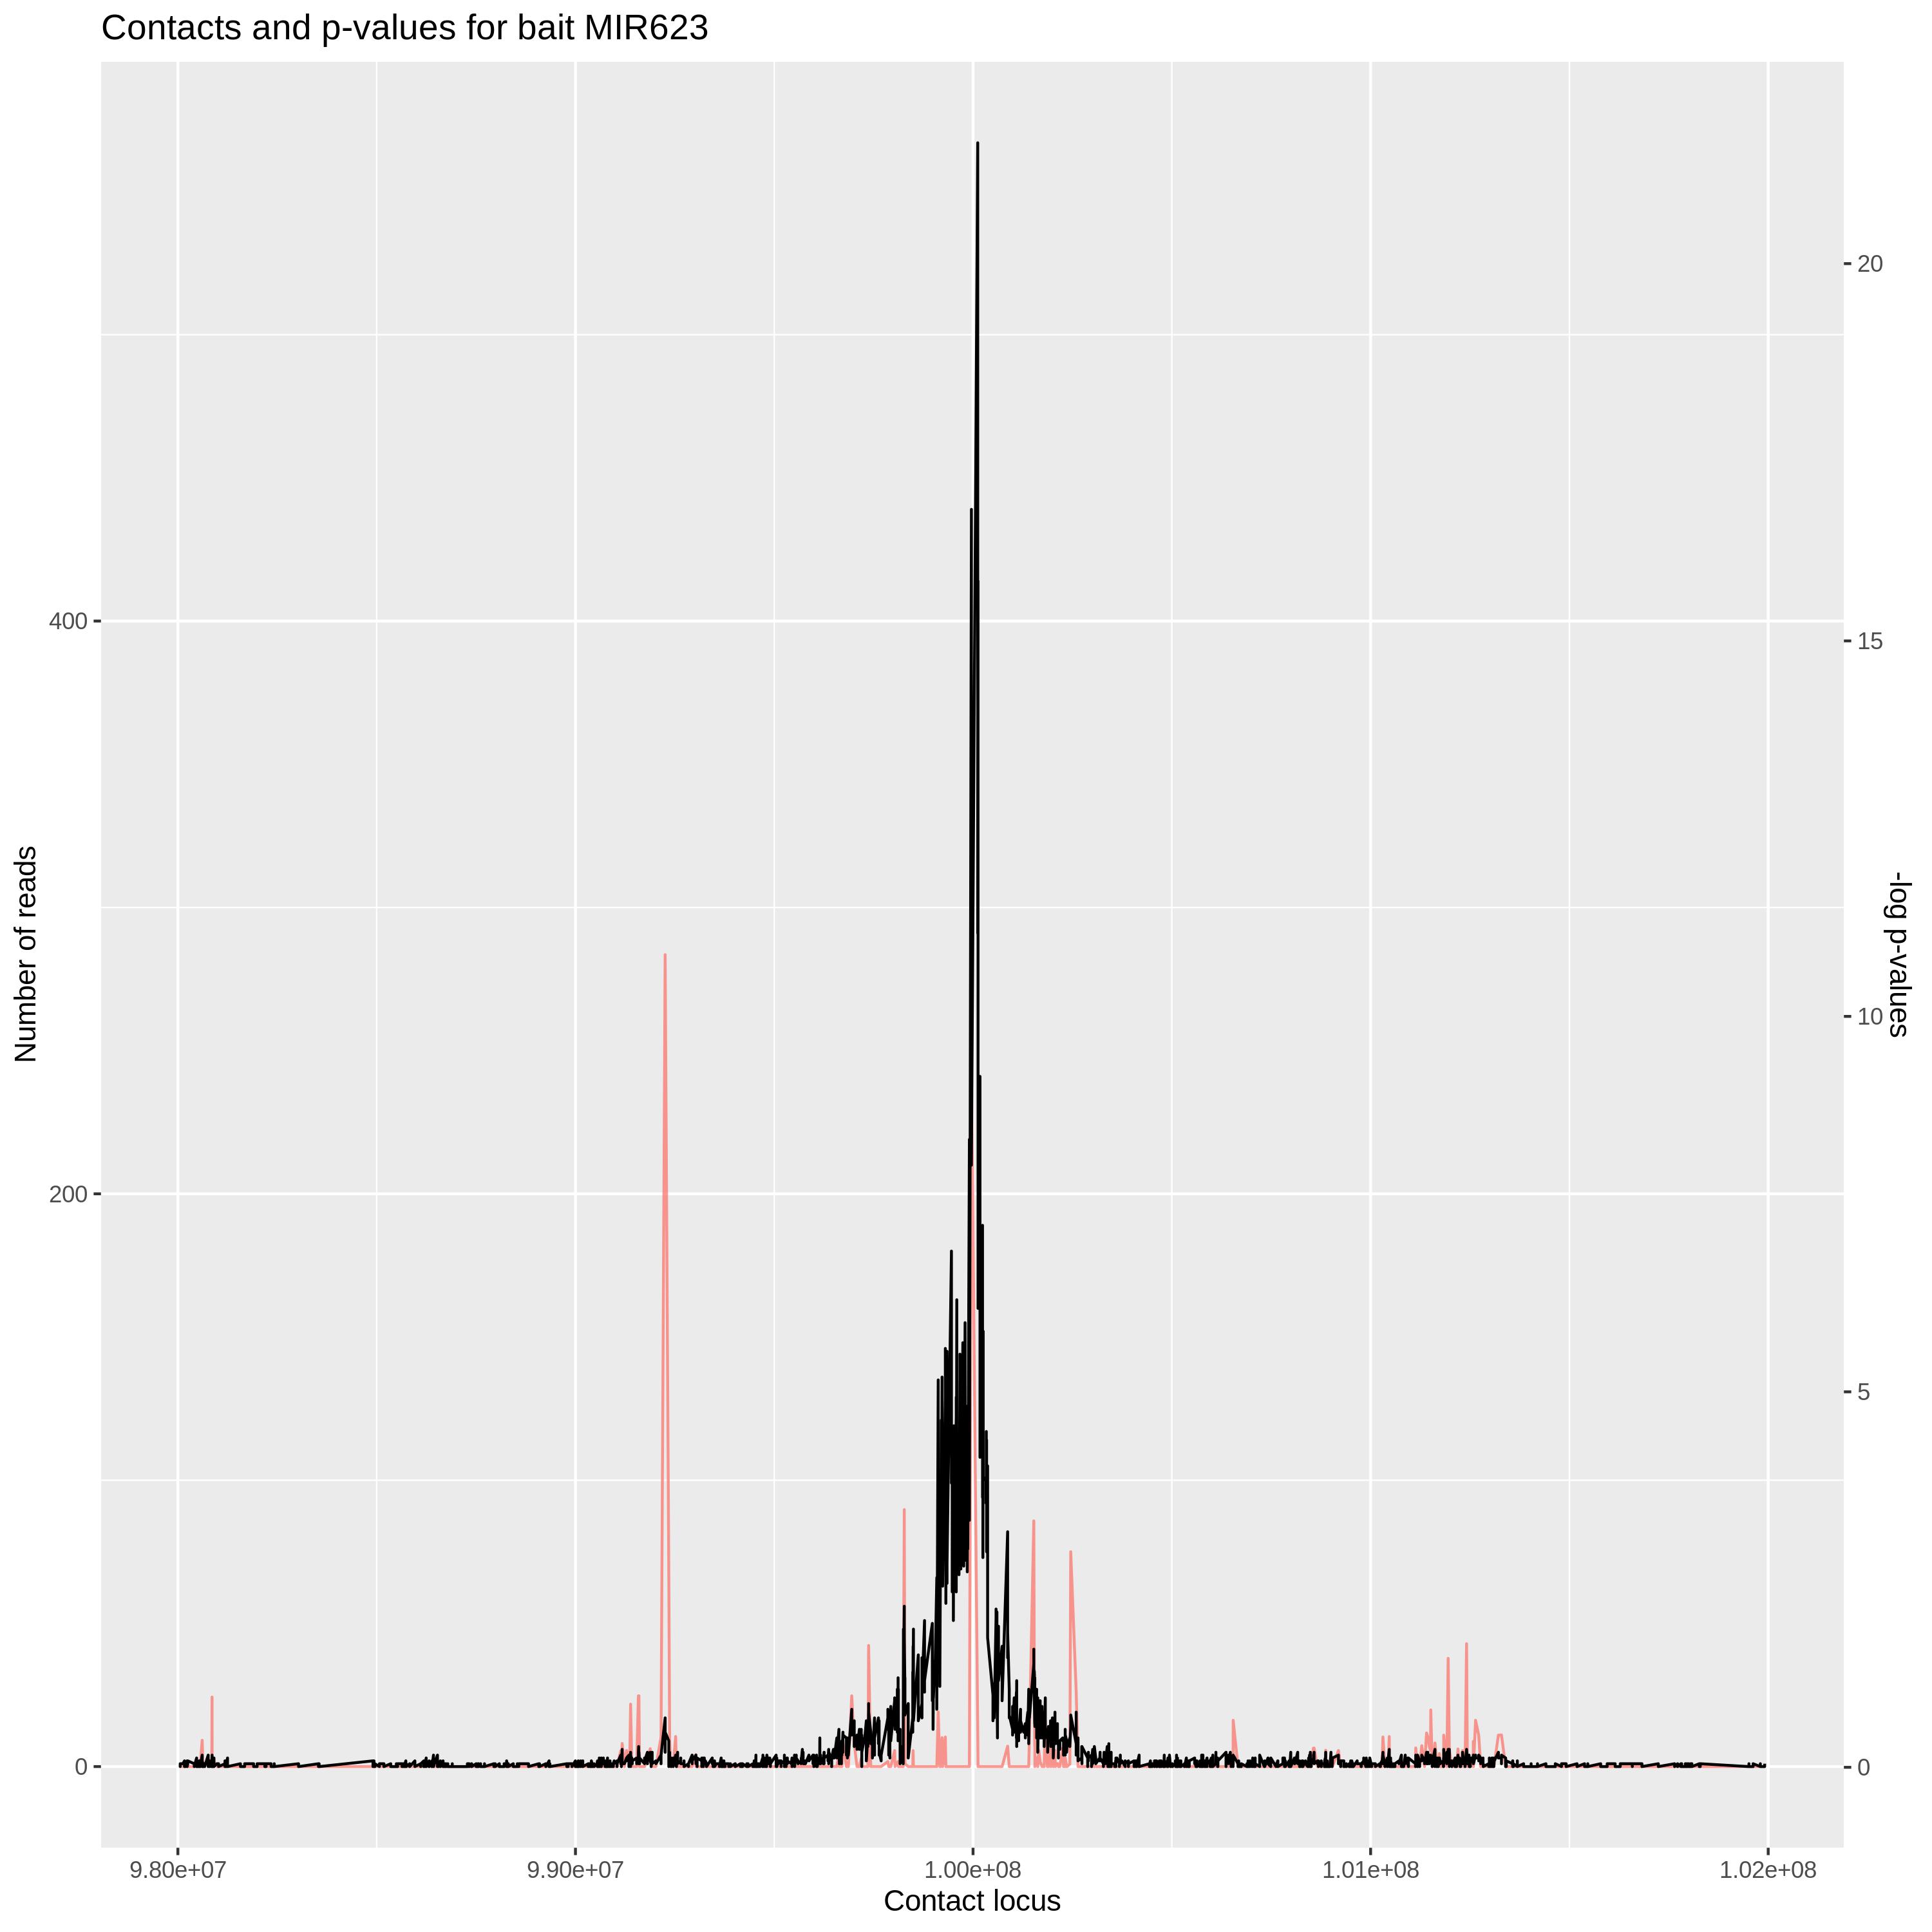 Contacts and p-values for bait MIR623
Number of reads
400
200
0
20
15
10
5
0
-log p-values
9.80e+07
9.90e+07
1.00e+08
1.01e+08
1.02e+08
Contact locus